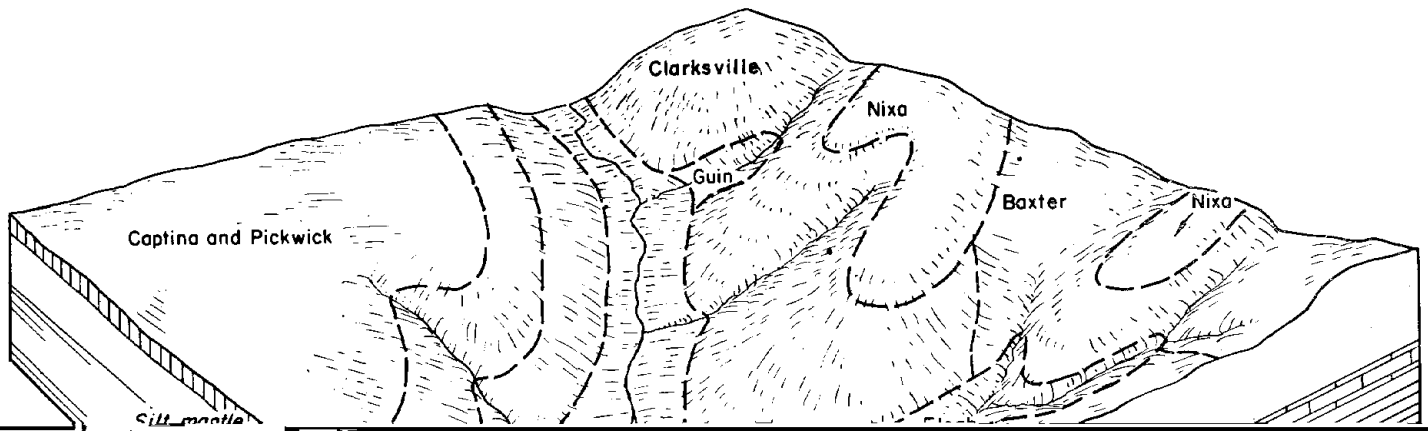 Clarksville
Nixa
Guin
Baxter
Nixa
Captina and Pickwick
Silt mantle